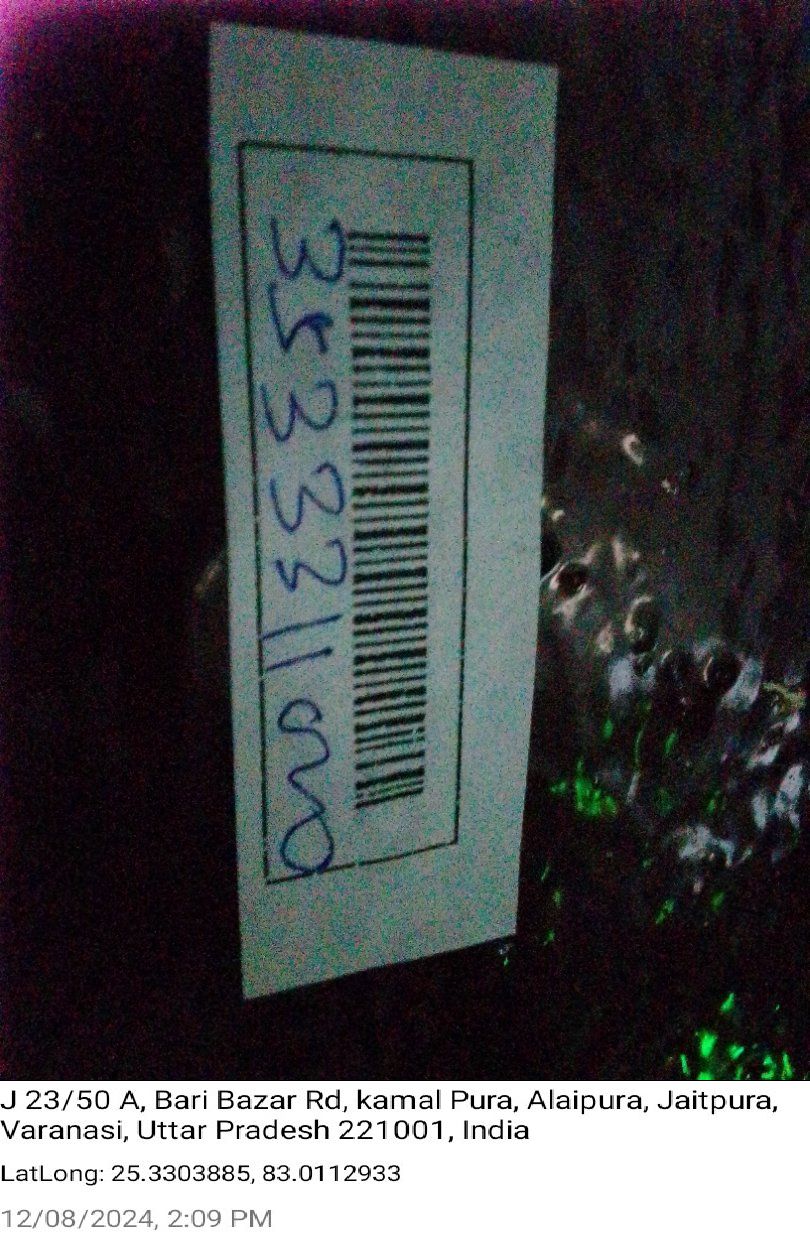 J 23/50 A, Bari Bazar Rd, kamal Pura, Alaipura, Jaitpura,
Varanasi, Uttar Pradesh 221001, India
LatLong: 25.3303885, 83.0112933
12/08/2024, 2:09 PM